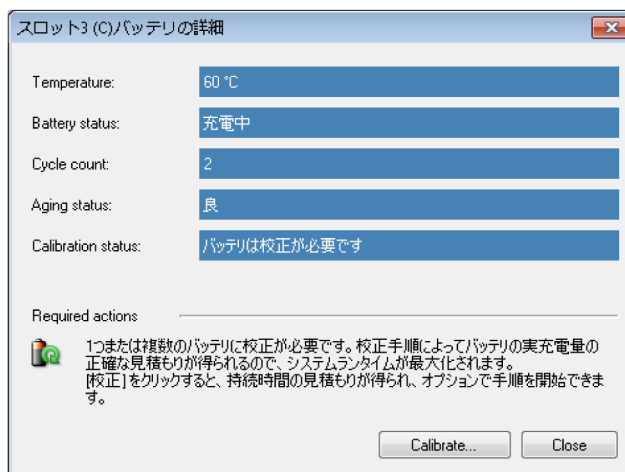 スロット3 (C)バッテリの詳細
Temperature: 60 °C
Battery status: 充電中
Cycle count: 2
Aging status: 良
Calibration status: バッテリは校正が必要です
Required actions
1つまたは複数のバッテリに校正が必要です。校正手順によってバッテリの実充電量の
正確な見積もりが得られるので、システムランタイムが最大化されます。
[校正]をクリックすると、持続時間の見積もりが得られ、オプションで手順を開始できま
す。
Calibrate... Close